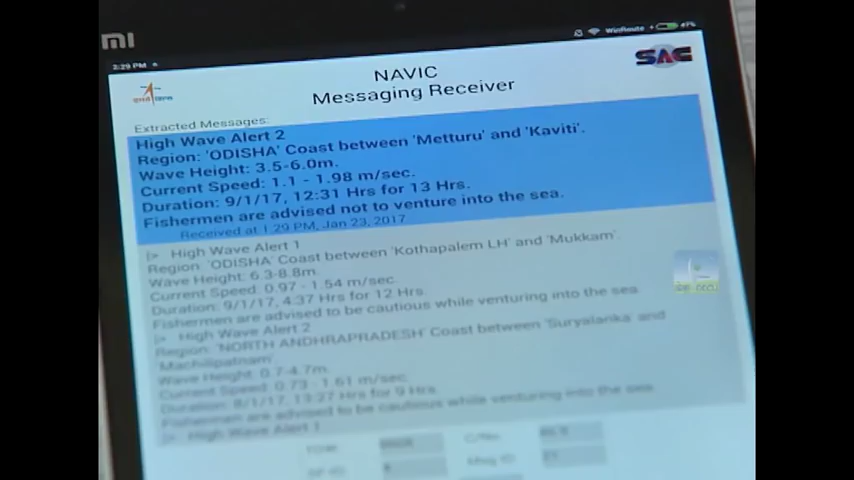 mi
3:29 PM
WinRoute
41%
SAC
NAVIC
Messaging Receiver
Extracted Messages:
High Wave Alert 2
Region: 'ODISHA' Coast between 'Metturu' and 'Kaviti'.
Wave Height: 3.5-6.0m.
Current Speed: 1.1 - 1.98 m/sec.
Duration: 9/1/17, 12:31 Hrs for 13 Hrs.
Fishermen are advised not to venture into the sea.
Received at 1:29 PM, Jan 23, 2017
|> High Wave Alert 1
Region: 'ODISHA' Coast between 'Kothapalem LH' and 'Mukkam'.
Wave Height: 6.3-8.8m.
Current Speed: 0.97 - 1.54 m/sec.
Duration: 9/1/17, 4:37 Hrs for 12 Hrs.
Fishermen are advised to be cautious while venturing into the sea.
|> High Wave Alert 2
Region: 'NORTH ANDHRAPRADESH' Coast between 'Suryalanka' and
'Machilipatnam'.
Wave Height: 0.7-4.7m.
Current Speed: 0.73 - 1.61 m/sec.
Duration: 8/1/17, 13:27 Hrs for 9 Hrs.
Fishermen are advised to be cautious while venturing into the sea.
|> High Wave Alert 1
Msg ID